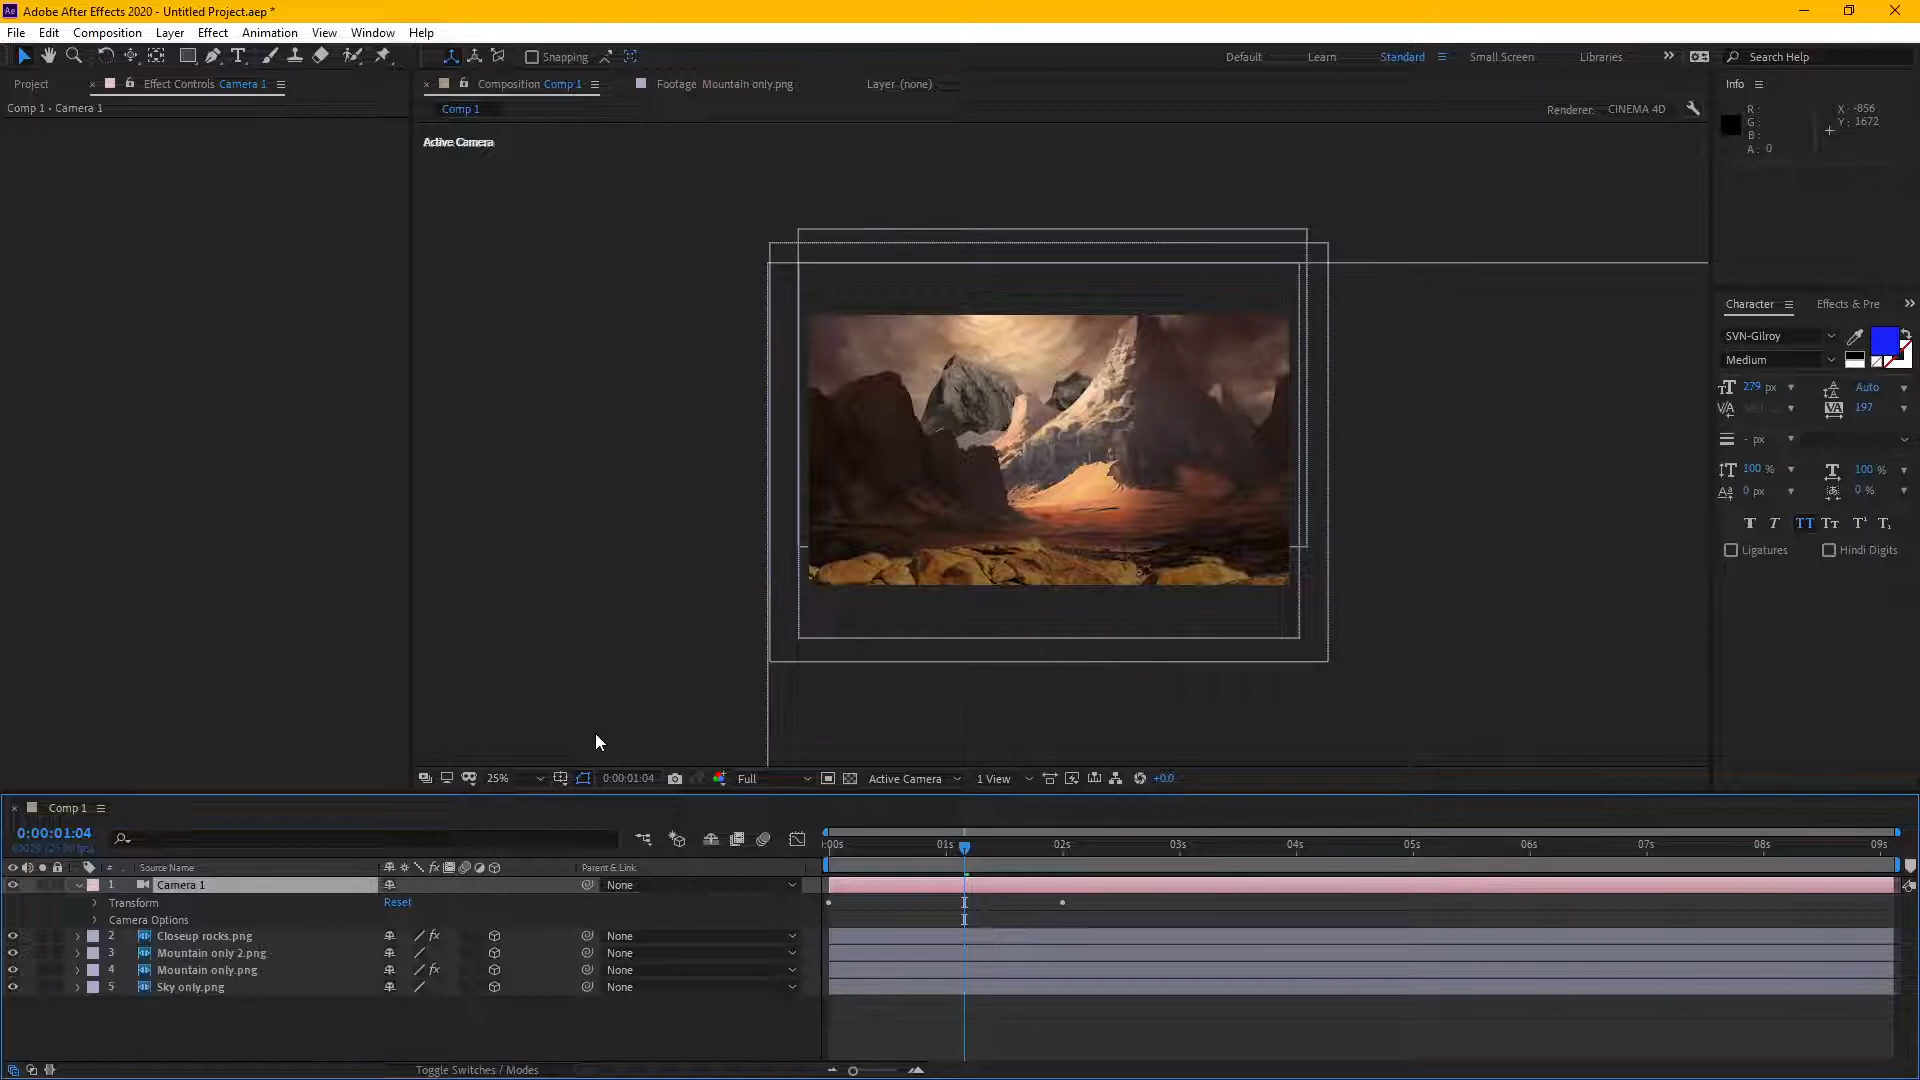 Adobe After Effects 2020 - Untitled Project.aep *
File Edit Composition Layer Effect Animation View Window Help
Snapping Default Learn Standard Small Screen Libraries Search Help
Project Effect Controls Camera 1 Composition Comp 1 Footage Mountain only.png Layer (none) Info
Comp 1 • Camera 1 Comp 1 Renderer: CINEMA 4D
R: X: -856
G: Y: 1672
B:
A: 0
Active Camera
Character Effects & Pre
SVN-Gilroy
Medium
279 px Auto
197
- px
100 % 100 %
0 px 0 %
Ligatures Hindi Digits
25% 0:00:01:04 Full Active Camera 1 View +0.0
Comp 1
0:00:01:04
:00s 01s 02s 03s 04s 05s 06s 07s 08s 09s
# Source Name Parent & Link
1 Camera 1 None
Transform Reset
Camera Options
2 Closeup rocks.png None
3 Mountain only 2.png None
4 Mountain only.png None
5 Sky only.png None
Toggle Switches / Modes